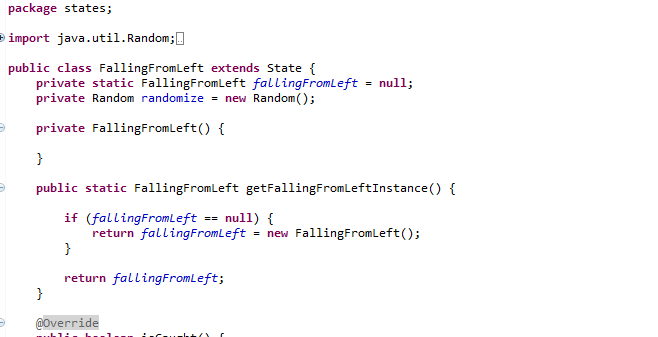 package states;
import java.util.Random;
public class FallingFromLeft extends State {
private static FallingFromLeft fallingFromLeft = null;
private Random randomize = new Random();
private FallingFromLeft() {
}
public static FallingFromLeft getFallingFromLeftInstance() {
if (fallingFromLeft == null) {
return fallingFromLeft = new FallingFromLeft();
}
return fallingFromLeft;
}
@Override
public boolean isCaught() {